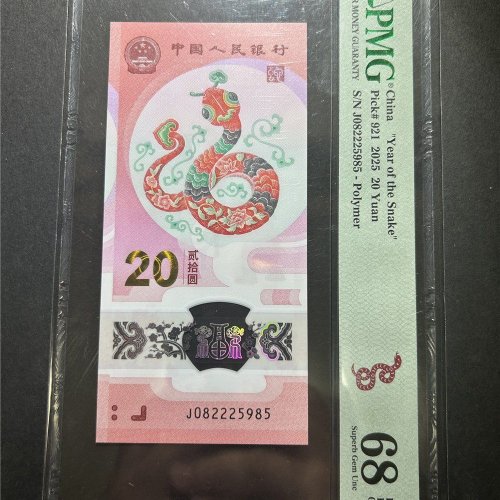 中国人民银行
20
贰拾圆
J082225985
PMG®
R MONEY GUARANTY
China "Year of the Snake"
Pick# 921 2025 20 Yuan
S/N J082225985 - Polymer
68
Superb Gem Unc